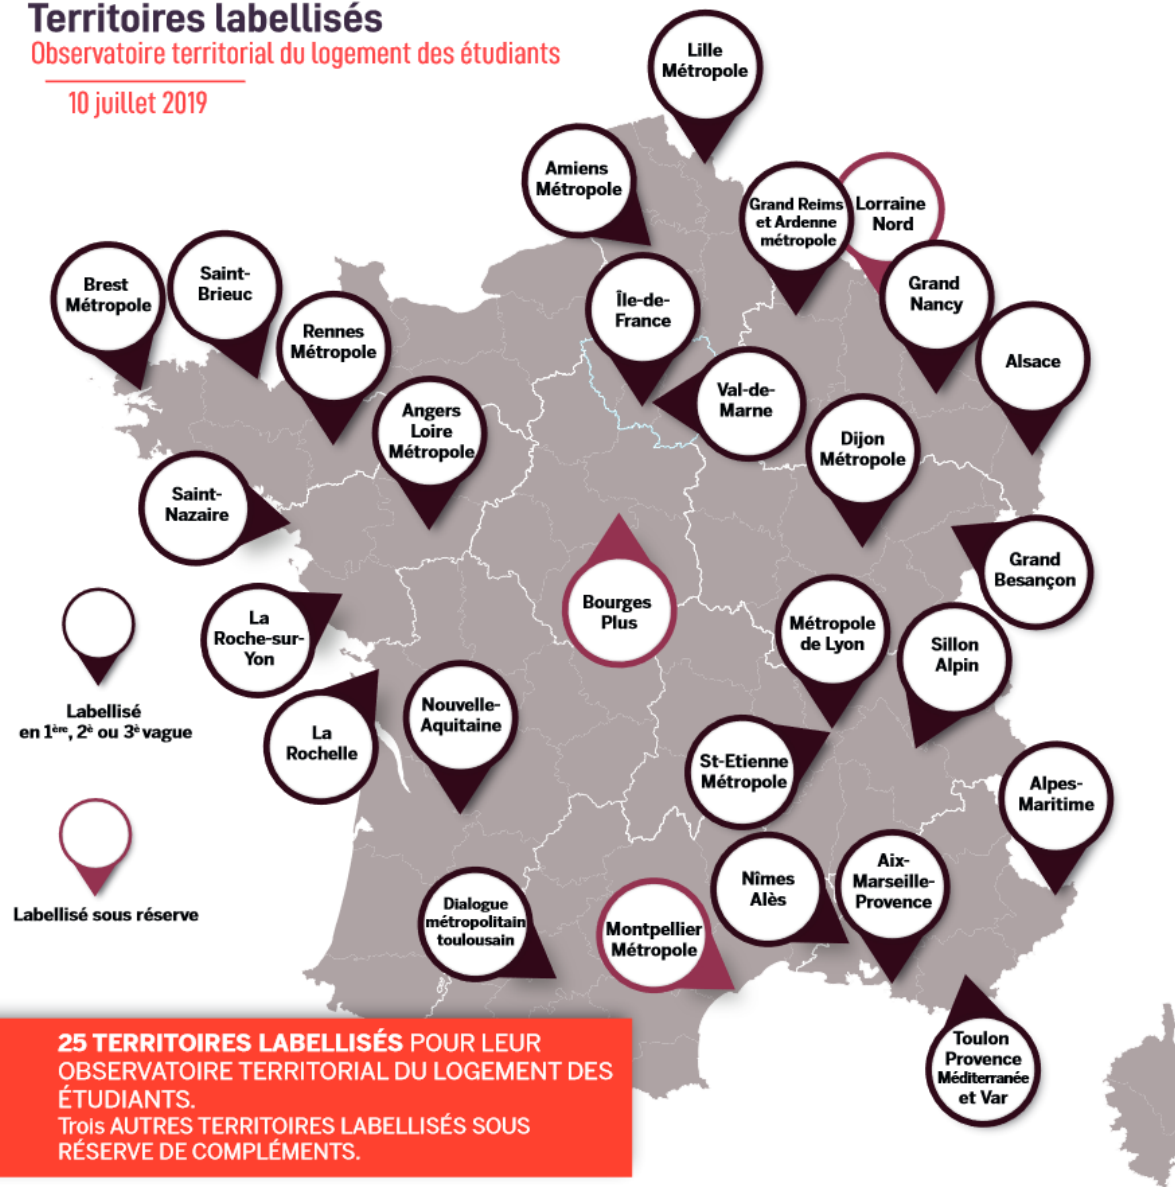 Territoires labellisés
Observatoire territorial du logement des étudiants
10 juillet 2019
Lille
Métropole
Amiens
Métropole
Grand Reims
et Ardenne
métropole
Lorraine
Nord
Brest
Métropole
Saint-
Brieuc
Rennes
Métropole
Île-de-
France
Grand
Nancy
Alsace
Angers
Loire
Métropole
Val-de-
Marne
Dijon
Métropole
Saint-
Nazaire
Grand
Besançon
La
Roche-sur-
Yon
Bourges
Plus
Métropole
de Lyon
Sillon
Alpin
Labellisé
en 1ère, 2è ou 3è vague
La
Rochelle
Nouvelle-
Aquitaine
St-Etienne
Métropole
Alpes-
Maritime
Labellisé sous réserve
Dialogue
métropolitain
toulousain
Montpellier
Métropole
Nîmes
Alès
Aix-
Marseille-
Provence
Toulon
Provence
Méditerranée
et Var
25 TERRITOIRES LABELLISÉS POUR LEUR
OBSERVATOIRE TERRITORIAL DU LOGEMENT DES
ÉTUDIANTS.
Trois AUTRES TERRITOIRES LABELLISÉS SOUS
RÉSERVE DE COMPLÉMENTS.